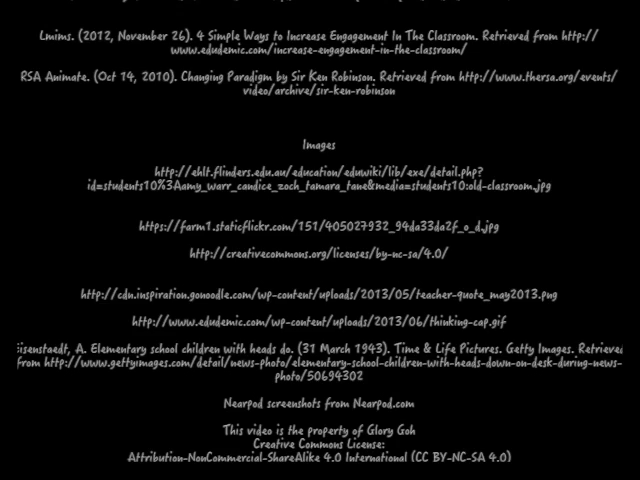 Lmims. (2012, November 26). 4 Simple Ways to Increase Engagement In The Classroom. Retrieved from http://
www.edudemic.com/increase-engagement-in-the-classroom/
RSA Animate. (Oct 14, 2010). Changing Paradigm by Sir Ken Robinson. Retrieved from http://www.thersa.org/events/
video/archive/sir-ken-robinson
Images
http://ehlt.flinders.edu.au/education/eduwiki/lib/exe/detail.php?
id=students10%3Aamy_warr_candice_zoch_tamara_tane&media=students10:old-classroom.jpg
https://farm1.staticflickr.com/151/405027932_94da33da2f_o_d.jpg
http://creativecommons.org/licenses/by-nc-sa/4.0/
http://cdn.inspiration.gonoodle.com/wp-content/uploads/2013/05/teacher-quote_may2013.png
http://www.edudemic.com/wp-content/uploads/2013/06/thinking-cap.gif
Eisenstaedt, A. Elementary school children with heads do. (31 March 1943). Time & Life Pictures. Getty Images. Retrieved
from http://www.gettyimages.com/detail/news-photo/elementary-school-children-with-heads-down-on-desk-during-news-
photo/50694302
Nearpod screenshots from Nearpod.com
This video is the property of Glory Goh
Creative Commons License:
Attribution-NonCommercial-ShareAlike 4.0 International (CC BY-NC-SA 4.0)